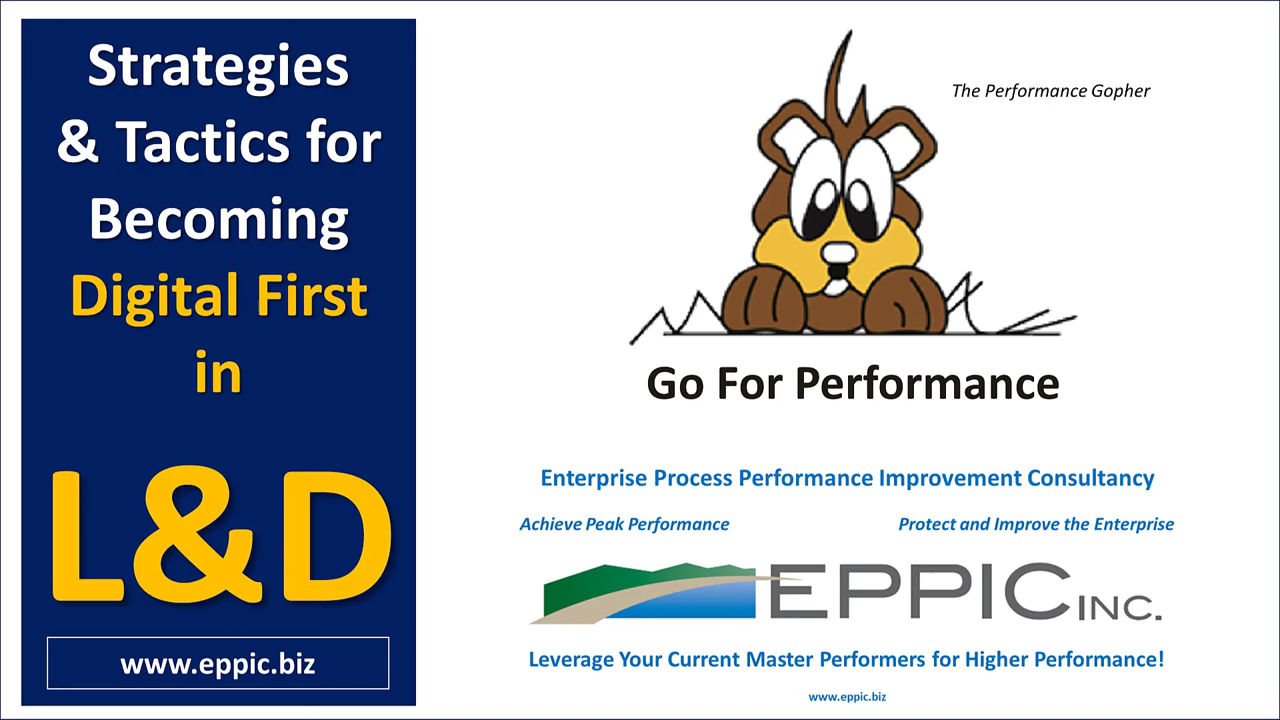 Strategies
& Tactics for
Becoming
Digital First
in
L&D
www.eppic.biz
The Performance Gopher
Go For Performance
Enterprise Process Performance Improvement Consultancy
Achieve Peak Performance
Protect and Improve the Enterprise
EPPIC INC.
Leverage Your Current Master Performers for Higher Performance!
www.eppic.biz